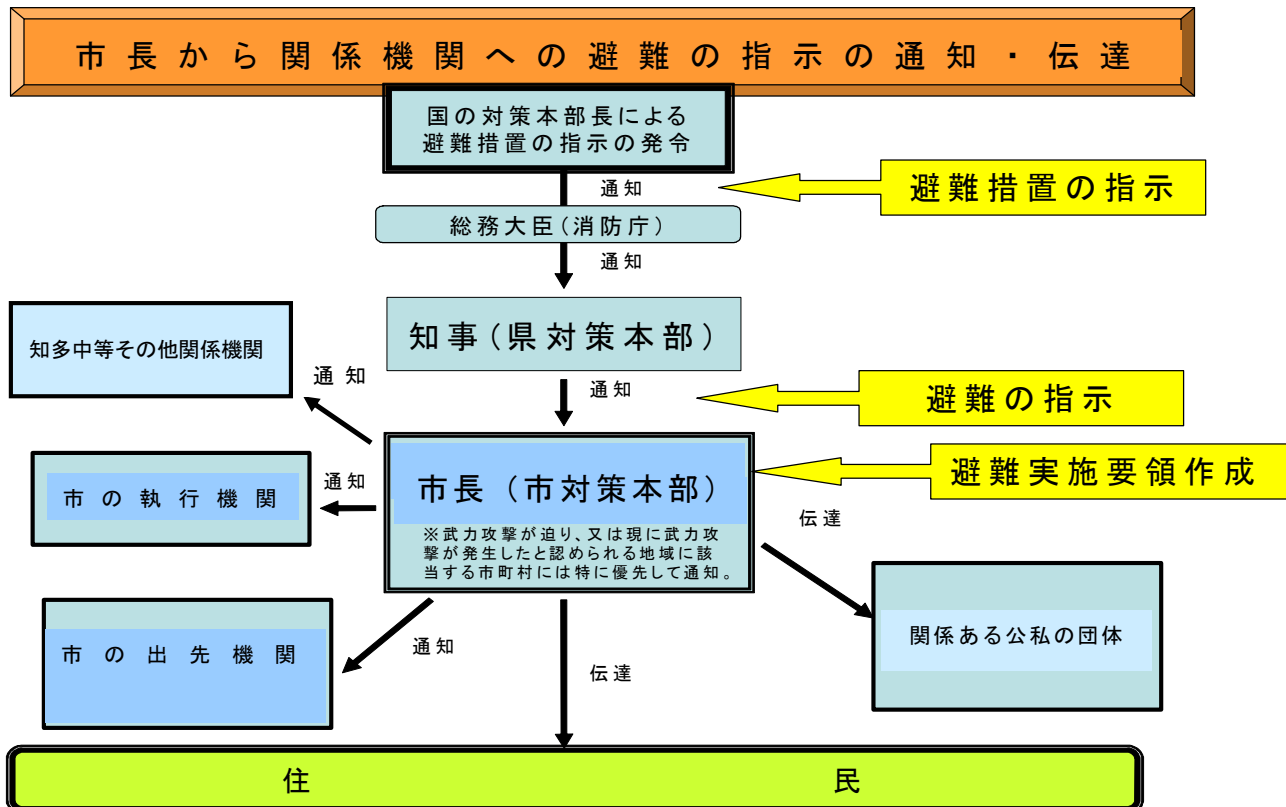 市長から関係機関への避難の指示の通知・伝達
国の対策本部長による
避難措置の指示の発令
通知
避難措置の指示
総務大臣(消防庁)
通知
知事(県対策本部)
知多中等その他関係機関
通知
通知
避難の指示
市長(市対策本部)
※武力攻撃が迫り、又は現に武力攻
撃が発生したと認められる地域に該
当する市町村には特に優先して通知。
避難実施要領作成
市の執行機関
通知
伝達
市の出先機関
通知
伝達
関係ある公私の団体
住民